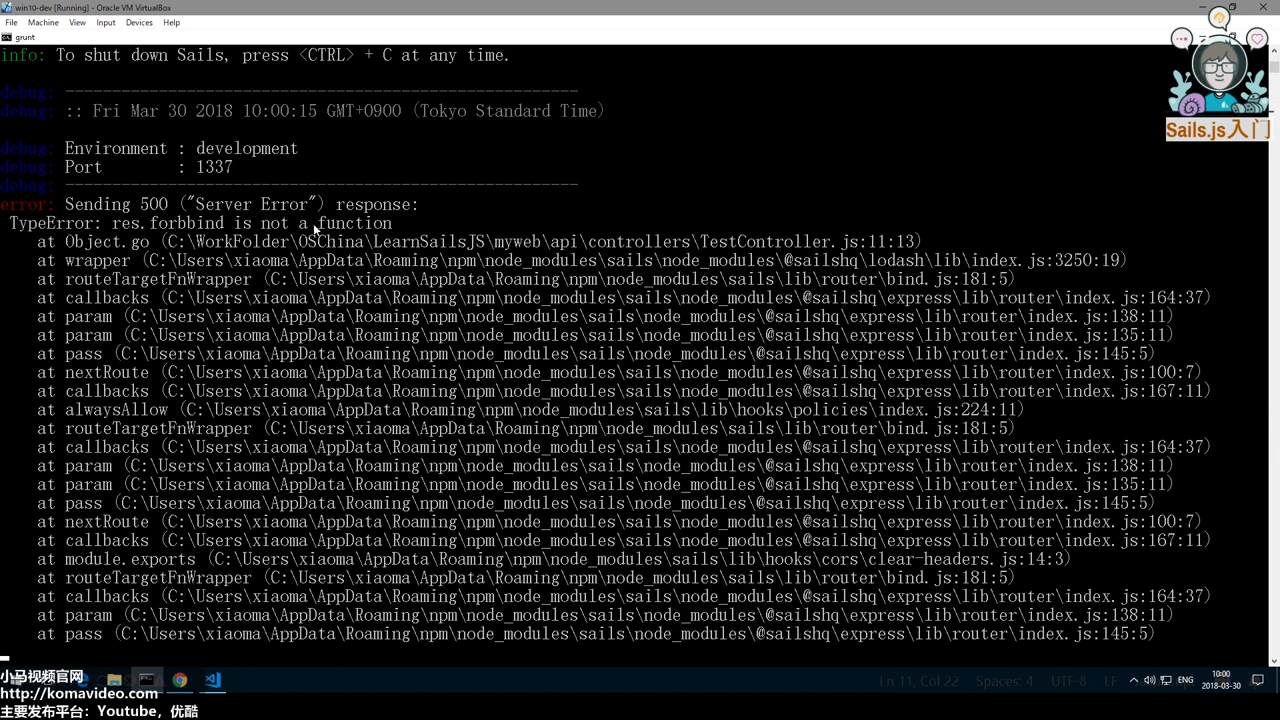 win10-dev [Running] - Oracle VM VirtualBox
File Machine View Input Devices Help
grunt
info: To shut down Sails, press <CTRL> + C at any time.
debug: --------------------------------------------------------
debug: :: Fri Mar 30 2018 10:00:15 GMT+0900 (Tokyo Standard Time)
Sails.js入门
debug: Environment : development
debug: Port : 1337
debug: --------------------------------------------------------
error: Sending 500 ("Server Error") response:
TypeError: res.forbbind is not a function
at Object.go (C:\WorkFolder\OSChina\LearnSailsJS\myweb\api\controllers\TestController.js:11:13)
at wrapper (C:\Users\xiaoma\AppData\Roaming\npm\node_modules\sails\node_modules\@sailshq\lodash\lib\index.js:3250:19)
at routeTargetFnWrapper (C:\Users\xiaoma\AppData\Roaming\npm\node_modules\sails\lib\router\bind.js:181:5)
at callbacks (C:\Users\xiaoma\AppData\Roaming\npm\node_modules\sails\node_modules\@sailshq\express\lib\router\index.js:164:37)
at param (C:\Users\xiaoma\AppData\Roaming\npm\node_modules\sails\node_modules\@sailshq\express\lib\router\index.js:138:11)
at param (C:\Users\xiaoma\AppData\Roaming\npm\node_modules\sails\node_modules\@sailshq\express\lib\router\index.js:135:11)
at pass (C:\Users\xiaoma\AppData\Roaming\npm\node_modules\sails\node_modules\@sailshq\express\lib\router\index.js:145:5)
at nextRoute (C:\Users\xiaoma\AppData\Roaming\npm\node_modules\sails\node_modules\@sailshq\express\lib\router\index.js:100:7)
at callbacks (C:\Users\xiaoma\AppData\Roaming\npm\node_modules\sails\node_modules\@sailshq\express\lib\router\index.js:167:11)
at alwaysAllow (C:\Users\xiaoma\AppData\Roaming\npm\node_modules\sails\lib\hooks\policies\index.js:224:11)
at routeTargetFnWrapper (C:\Users\xiaoma\AppData\Roaming\npm\node_modules\sails\lib\router\bind.js:181:5)
at callbacks (C:\Users\xiaoma\AppData\Roaming\npm\node_modules\sails\node_modules\@sailshq\express\lib\router\index.js:164:37)
at param (C:\Users\xiaoma\AppData\Roaming\npm\node_modules\sails\node_modules\@sailshq\express\lib\router\index.js:138:11)
at param (C:\Users\xiaoma\AppData\Roaming\npm\node_modules\sails\node_modules\@sailshq\express\lib\router\index.js:135:11)
at pass (C:\Users\xiaoma\AppData\Roaming\npm\node_modules\sails\node_modules\@sailshq\express\lib\router\index.js:145:5)
at nextRoute (C:\Users\xiaoma\AppData\Roaming\npm\node_modules\sails\node_modules\@sailshq\express\lib\router\index.js:100:7)
at callbacks (C:\Users\xiaoma\AppData\Roaming\npm\node_modules\sails\node_modules\@sailshq\express\lib\router\index.js:167:11)
at module.exports (C:\Users\xiaoma\AppData\Roaming\npm\node_modules\sails\lib\hooks\cors\clear-headers.js:14:3)
at routeTargetFnWrapper (C:\Users\xiaoma\AppData\Roaming\npm\node_modules\sails\lib\router\bind.js:181:5)
at callbacks (C:\Users\xiaoma\AppData\Roaming\npm\node_modules\sails\node_modules\@sailshq\express\lib\router\index.js:164:37)
at param (C:\Users\xiaoma\AppData\Roaming\npm\node_modules\sails\node_modules\@sailshq\express\lib\router\index.js:138:11)
at pass (C:\Users\xiaoma\AppData\Roaming\npm\node_modules\sails\node_modules\@sailshq\express\lib\router\index.js:145:5)
小马视频官网
http://komavideo.com
主要发布平台：Youtube，优酷
Ln 11, Col 22 Spaces: 4 UTF-8 LF
ENG
10:00
2018-03-30